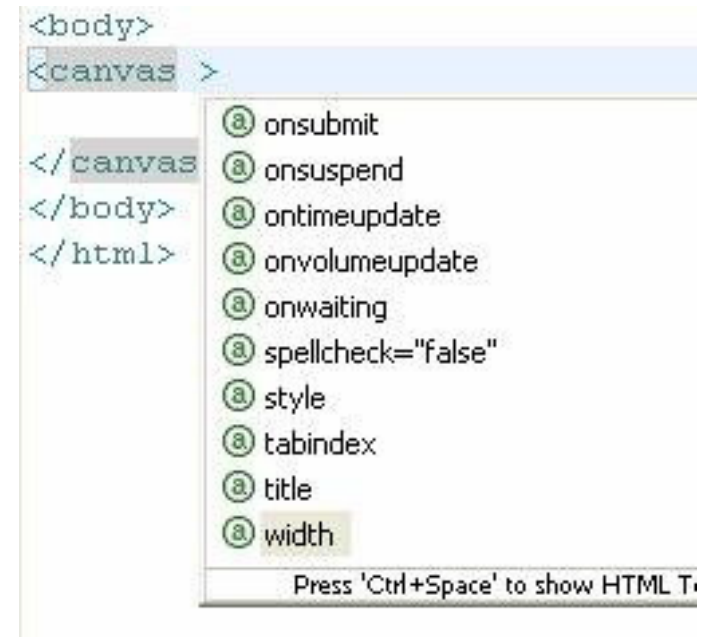 <body>
<canvas >
</canvas
</body>
</html>
@ onsubmit
@ onsuspend
@ ontimeupdate
@ onvolumeupdate
@ onwaiting
@ spellcheck="false"
@ style
@ tabindex
@ title
@ width
Press 'Ctrl+Space' to show HTML